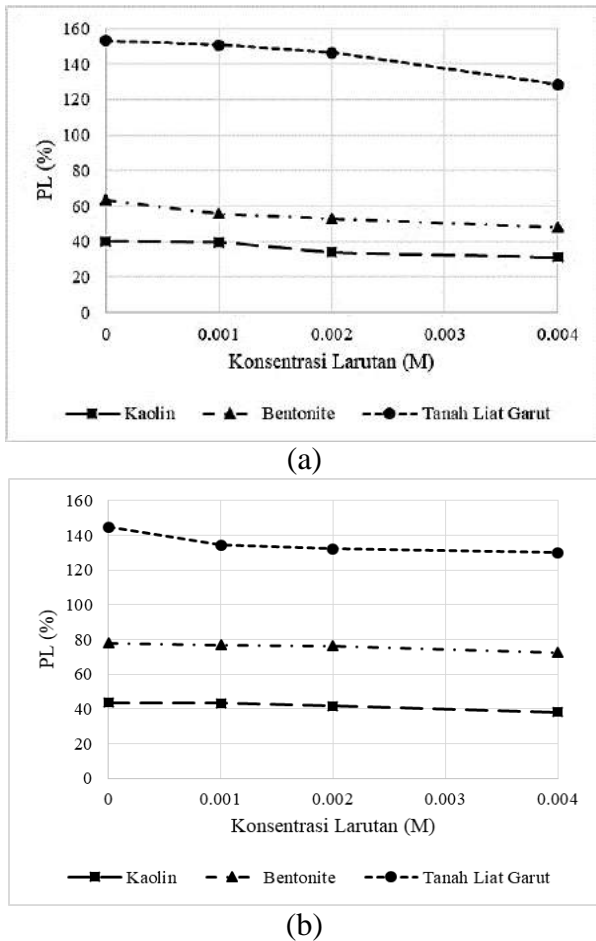 160
140
120
100
80
60
40
20
0
PL (%)
0 0.001 0.002 0.003 0.004
Konsentrasi Larutan (M)
Kaolin Bentonite Tanah Liat Garut
(a)
160
140
120
100
80
60
40
20
0
PL (%)
0 0.001 0.002 0.003 0.004
Konsentrasi Larutan (M)
Kaolin Bentonite Tanah Liat Garut
(b)